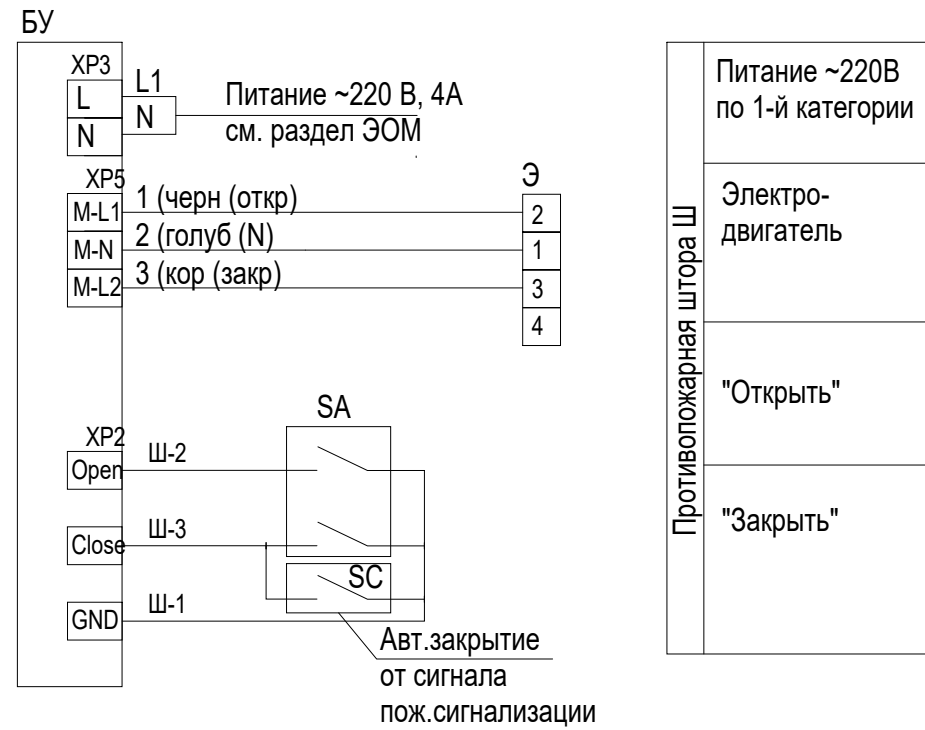 БУ
XP3
L
N
L1
N
Питание ~220 В, 4А
см. раздел ЭОМ
XP5
M-L1
M-N
M-L2
1 (черн (откр)
2 (голуб (N)
3 (кор (закр)
Э
2
1
3
4
XP2
Open
Close
GND
Ш-2
Ш-3
Ш-1
SA
SC
Авт.закрытие
от сигнала
пож.сигнализации
Противопожарная штора Ш
Питание ~220В
по 1-й категории
Электро-
двигатель
"Открыть"
"Закрыть"